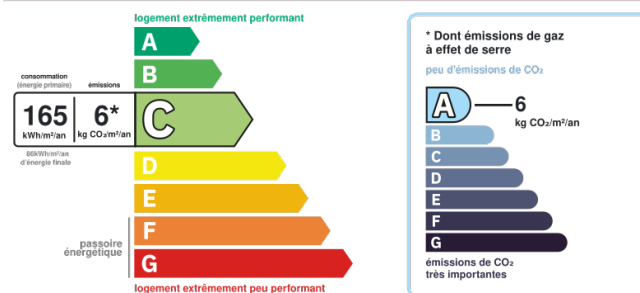 logement extrêmement performant
A
B
consommation
(énergie primaire)
émissions
165
6*
kWh/m²/an
kg CO₂/m²/an
C
86kWh/m²/an
d'énergie finale
D
E
F
G
passoire
énergétique
logement extrêmement peu performant
* Dont émissions de gaz
à effet de serre
peu d'émissions de CO₂
A
6
kg CO₂/m²/an
B
C
D
E
F
G
émissions de CO₂
très importantes